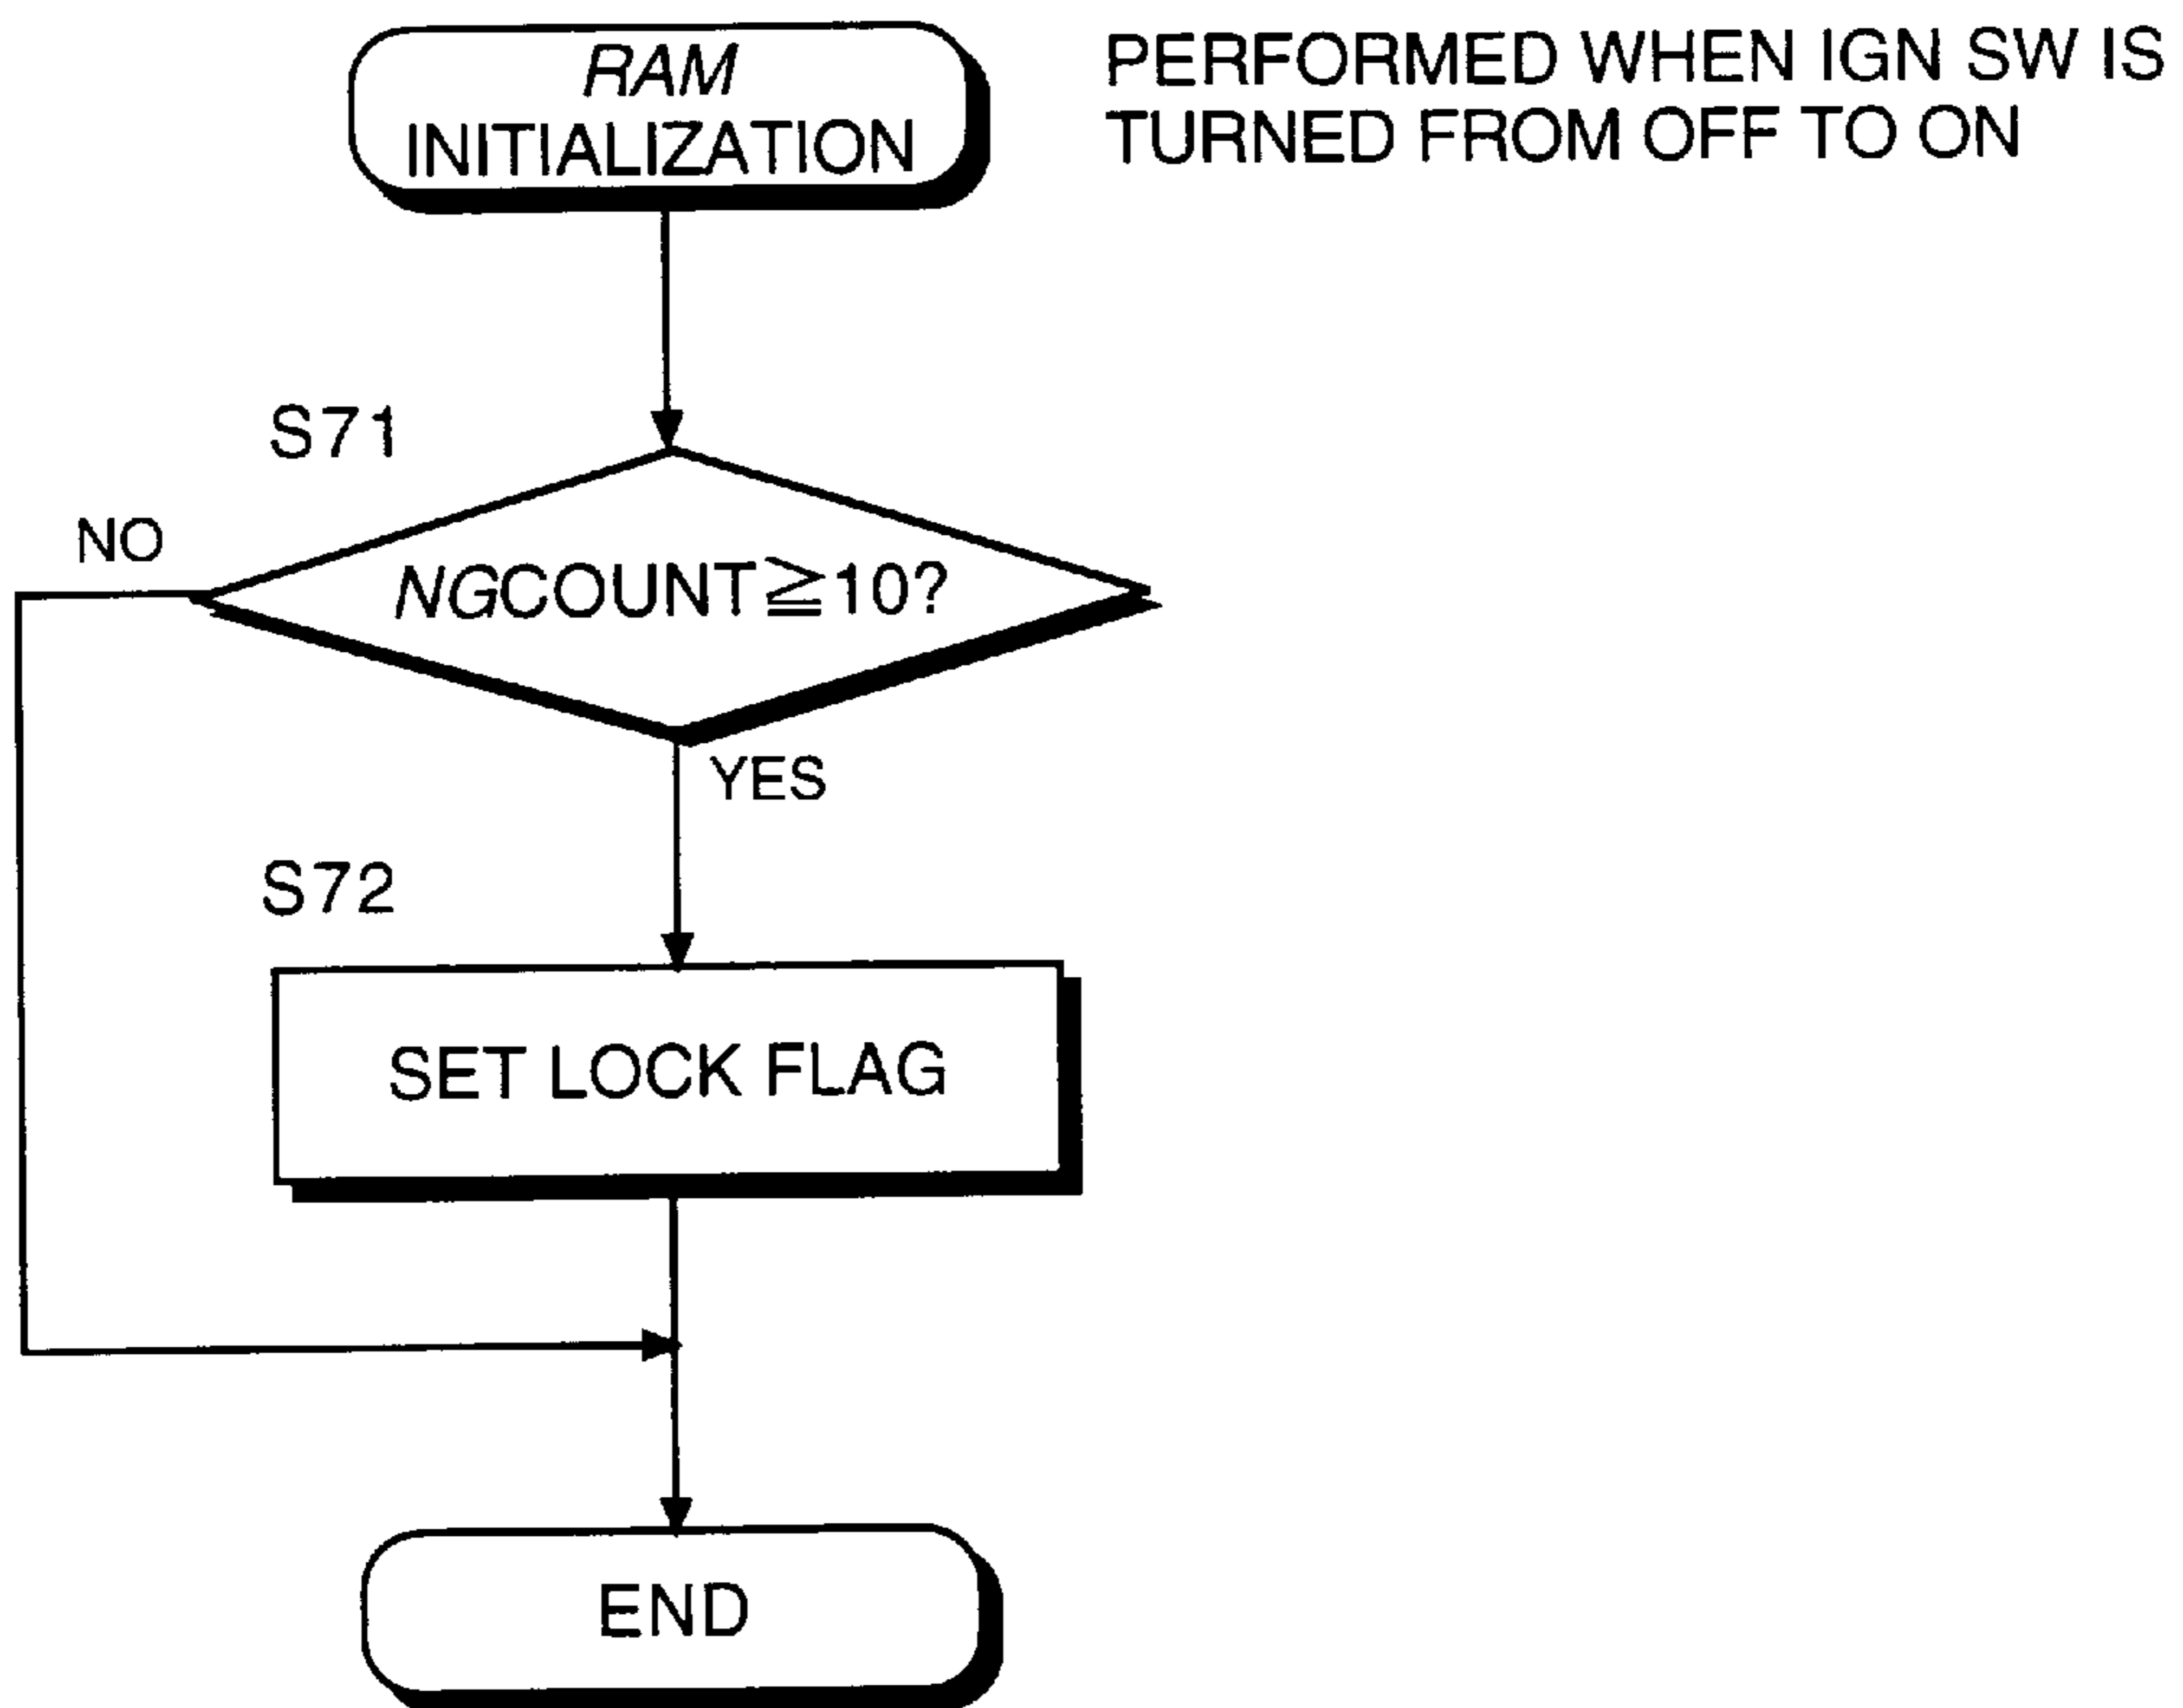 RAM
INITIALIZATION
PERFORMED WHEN IGN SW IS
TURNED FROM OFF TO ON
S71
NO
NGCOUNT≧10?
YES
S72
SET LOCK FLAG
END